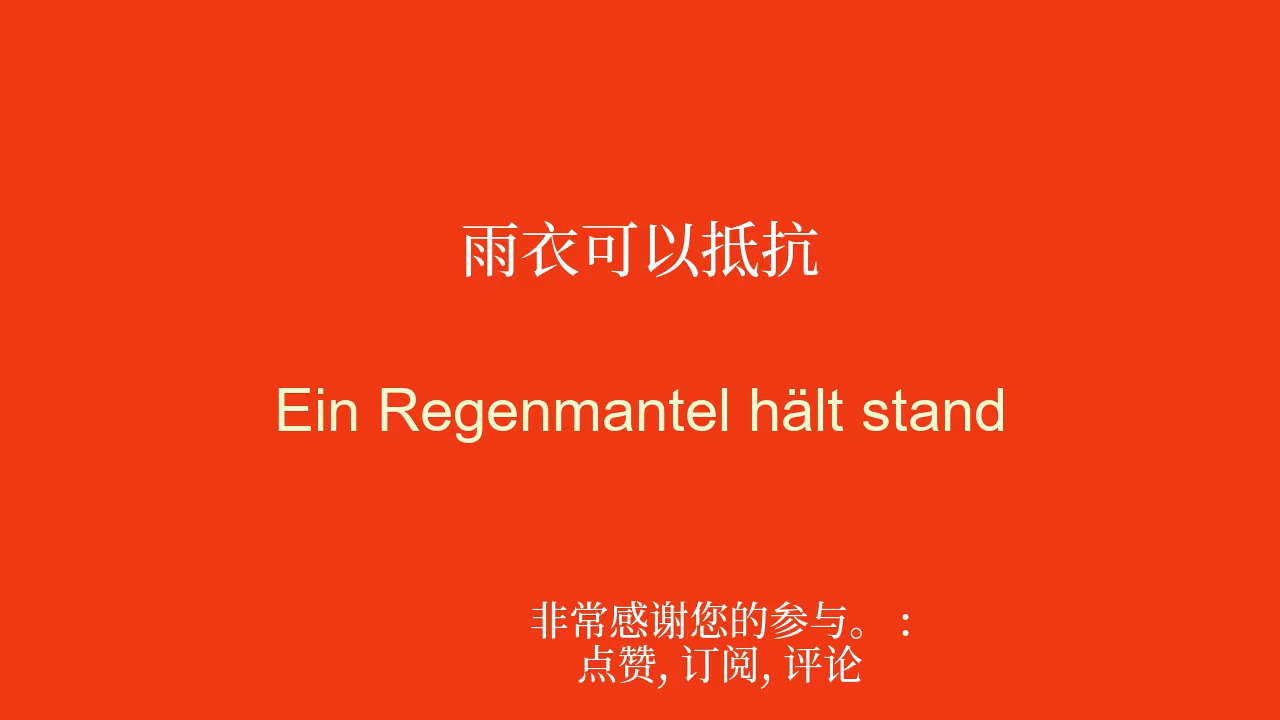 雨衣可以抵抗
Ein Regenmantel hält stand
非常感谢您的参与。 :
点赞, 订阅, 评论